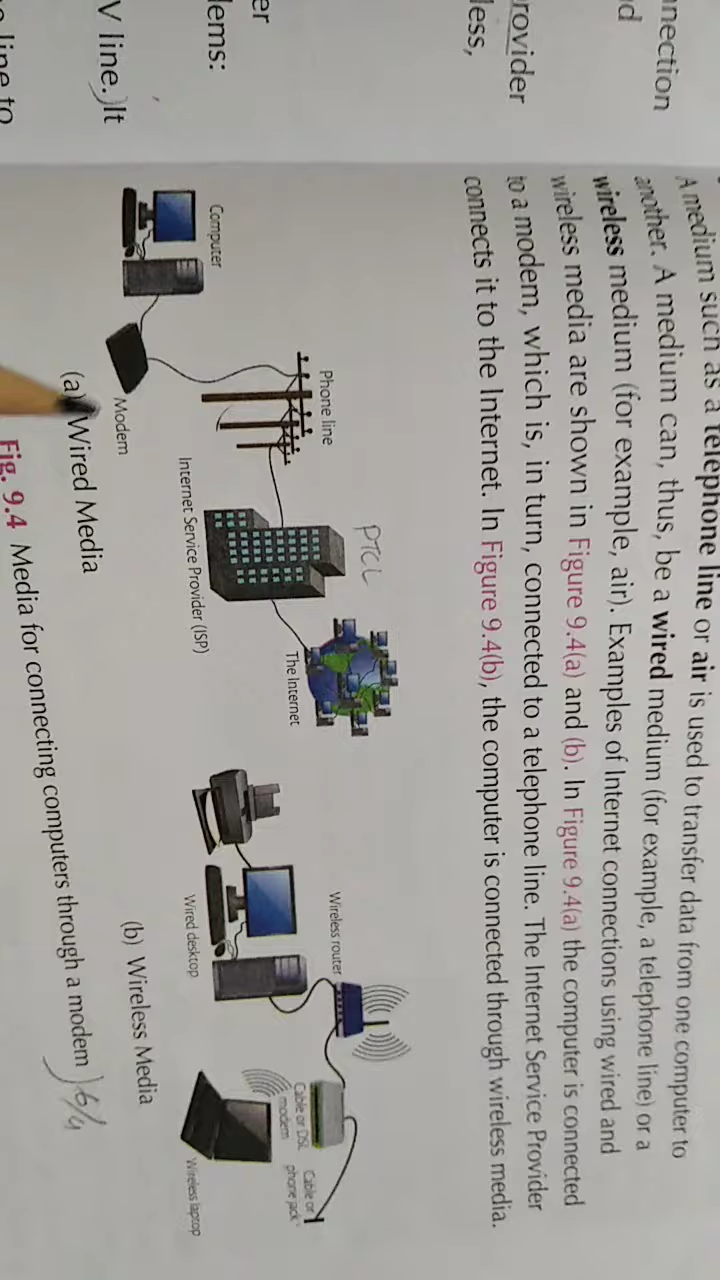 nnection
rovider
less,
er
lems:
V line.) It
line to
A medium such as a telephone line or air is used to transfer data from one computer to
another. A medium can, thus, be a wired medium (for example, a telephone line) or a
wireless medium (for example, air). Examples of Internet connections using wired and
wireless media are shown in Figure 9.4(a) and (b). In Figure 9.4(a) the computer is connected
to a modem, which is, in turn, connected to a telephone line. The Internet Service Provider
connects it to the Internet. In Figure 9.4(b), the computer is connected through wireless media.
PTCL
Phone line
Computer
The Internet
Internet Service Provider (ISP)
Modem
(a) Wired Media
Wireless router
Cable or DSL
modem
Cable or
phone jack
Wired desktop
Wireless laptop
(b) Wireless Media
Fig. 9.4 Media for connecting computers through a modem ) 6/4